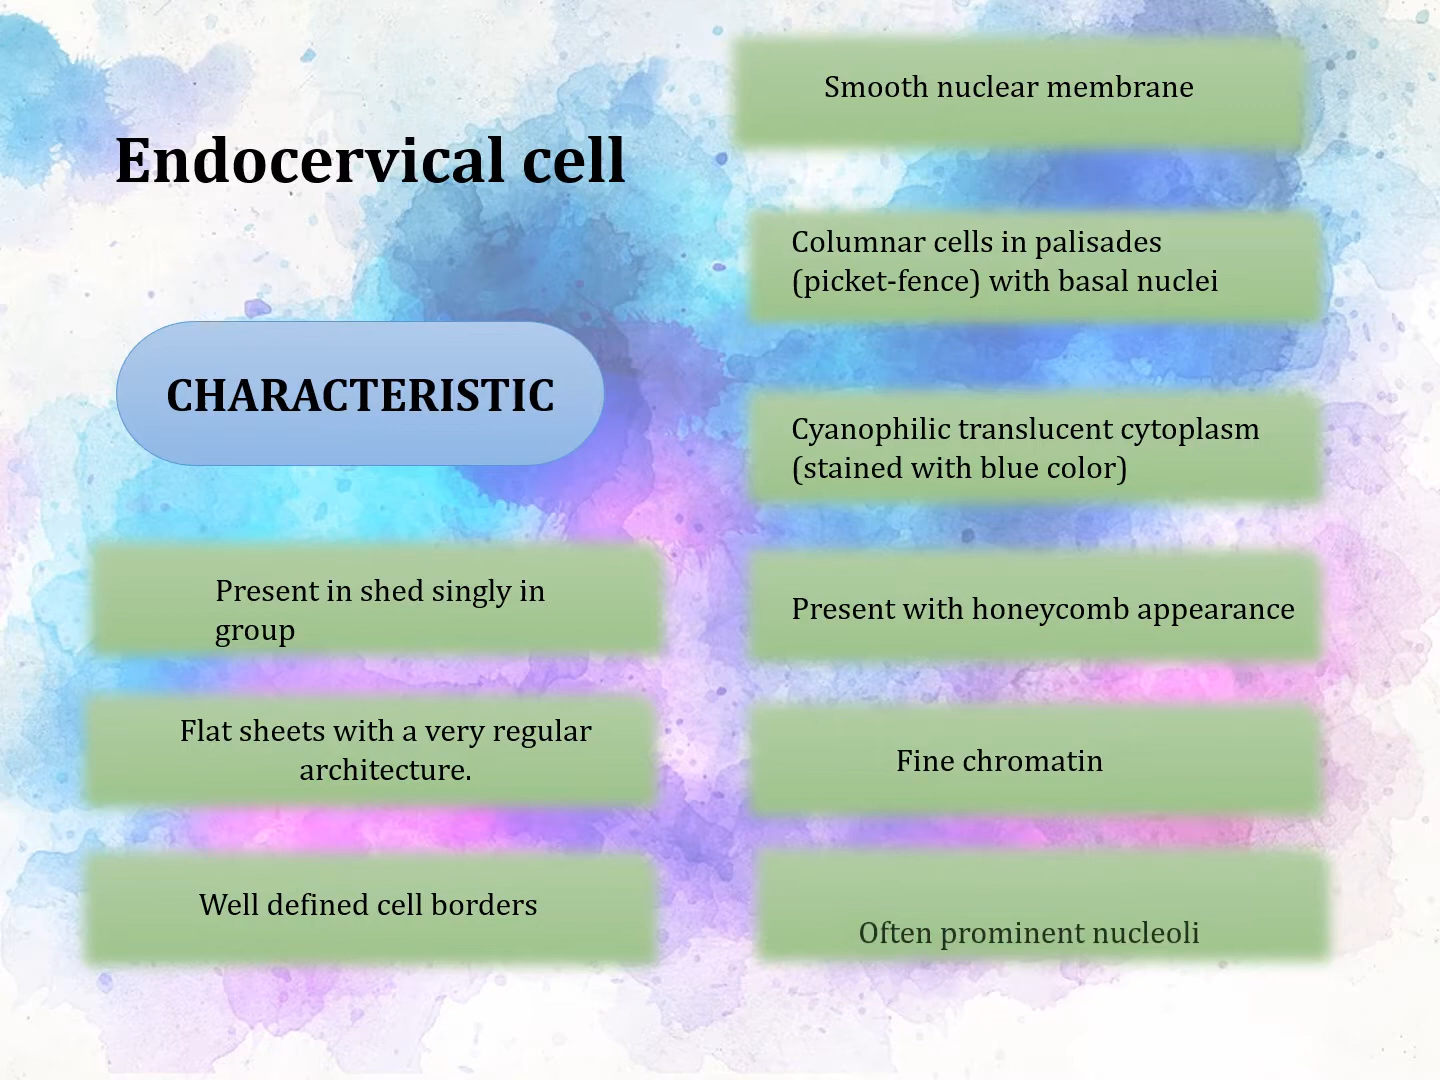 Endocervical cell
CHARACTERISTIC
Present in shed singly in
group
Flat sheets with a very regular
architecture.
Well defined cell borders
Smooth nuclear membrane
Columnar cells in palisades
(picket-fence) with basal nuclei
Cyanophilic translucent cytoplasm
(stained with blue color)
Present with honeycomb appearance
Fine chromatin
Often prominent nucleoli